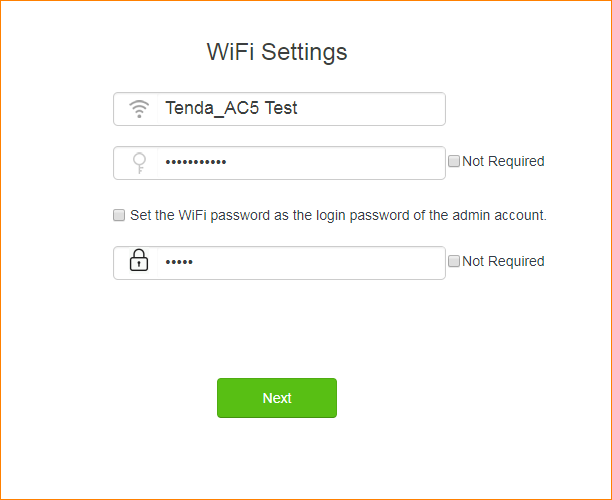 WiFi Settings
Tenda_AC5 Test
••••••••••• Not Required
Set the WiFi password as the login password of the admin account.
••••• Not Required
Next